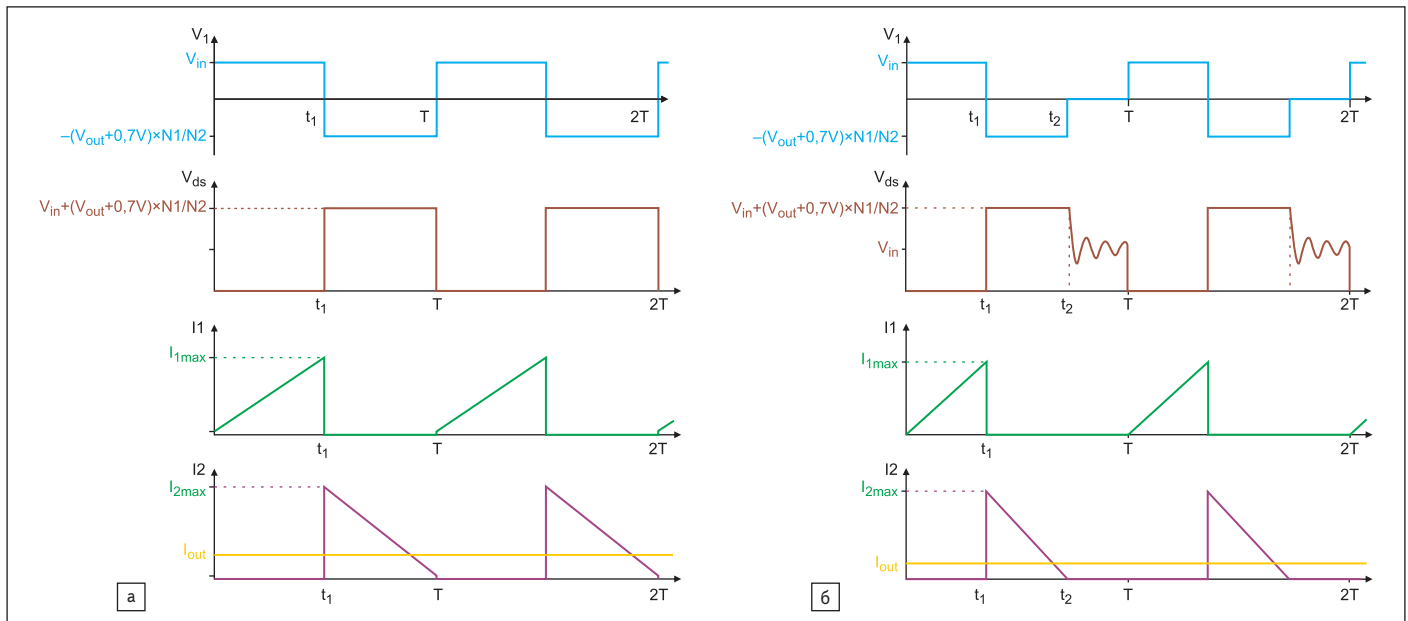 V1
Vin
t1 T 2T
–(Vout+0,7V)×N1/N2
Vds
Vin+(Vout+0,7V)×N1/N2
t1 T 2T
I1
I1max
t1 T 2T
I2
I2max
Iout
t1 T 2T
а
V1
Vin
t1 t2 T 2T
–(Vout+0,7V)×N1/N2
Vds
Vin+(Vout+0,7V)×N1/N2
Vin
t1 t2 T 2T
I1
I1max
t1 T 2T
I2
I2max
Iout
t1 t2 T 2T
б